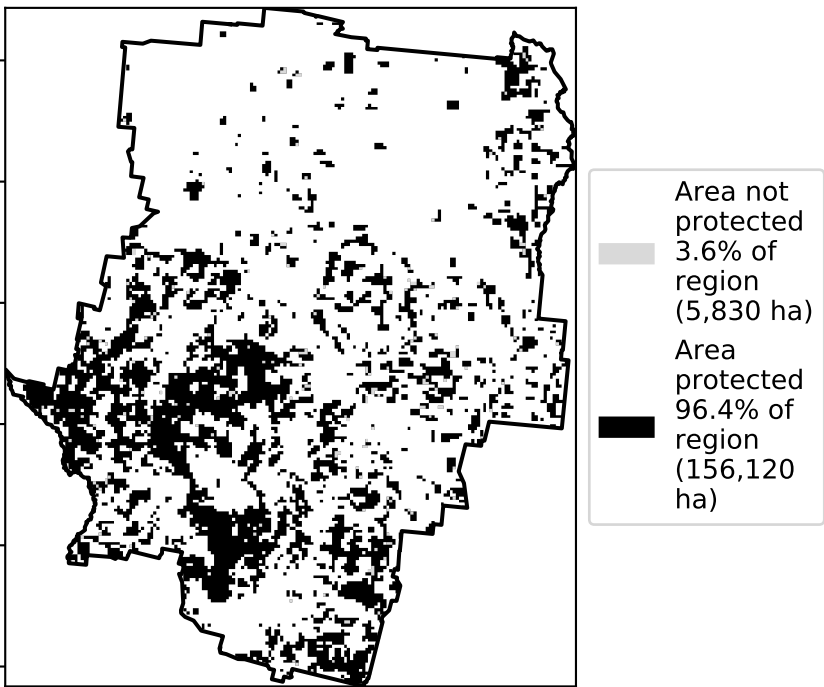 Area not
protected
3.6% of
region
(5,830 ha)
Area
protected
96.4% of
region
(156,120
ha)